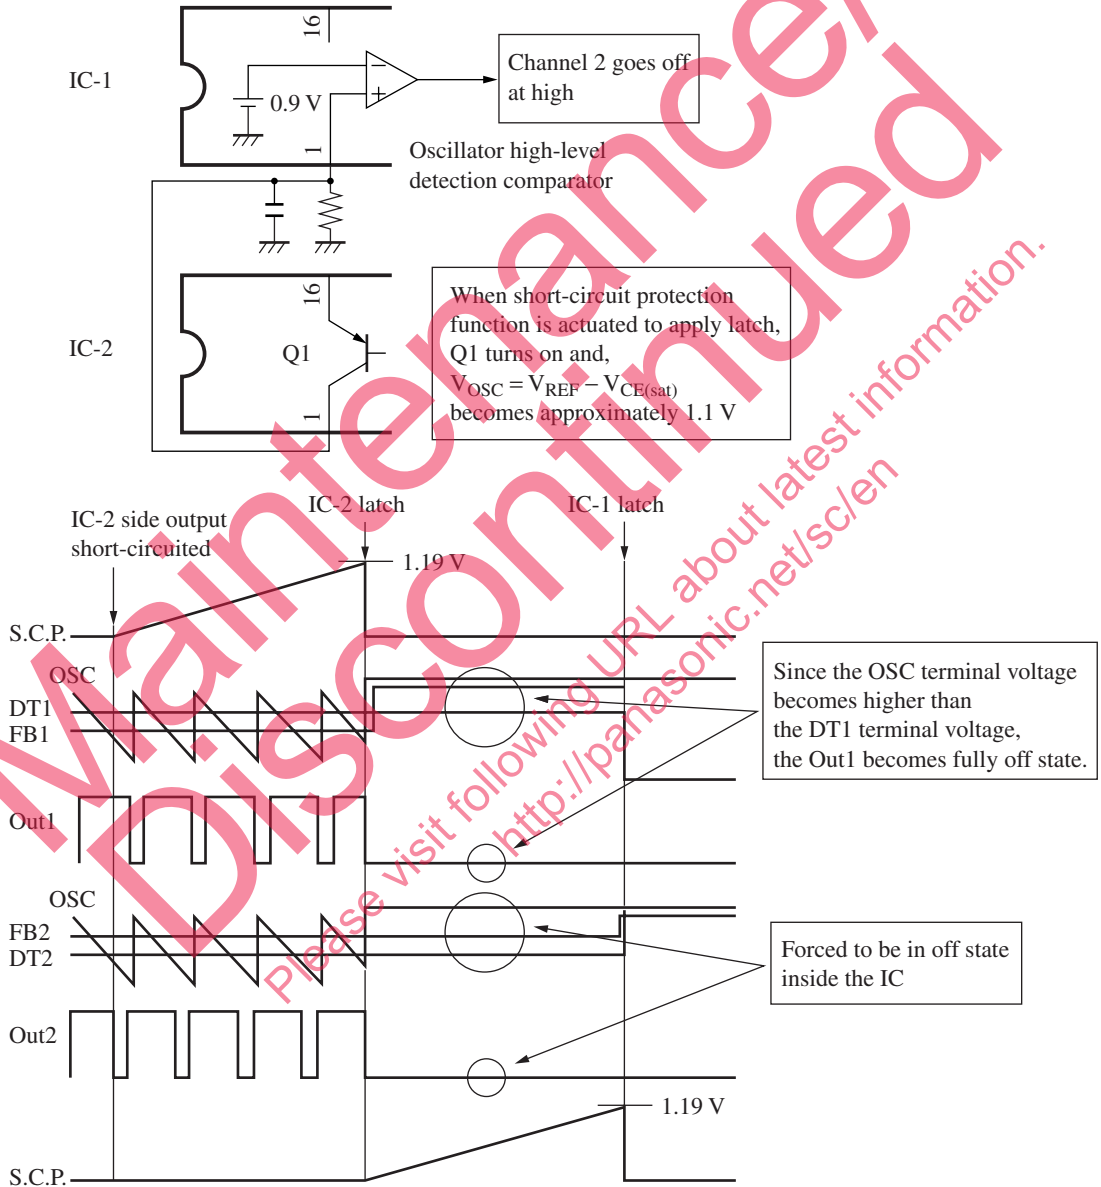 16
IC-1
0.9 V
1
Channel 2 goes off
at high
Oscillator high-level
detection comparator
16
IC-2
Q1
1
When short-circuit protection
function is actuated to apply latch,
Q1 turns on and,
VOSC = VREF − VCE(sat)
becomes approximately 1.1 V
IC-2 side output
short-circuited
IC-2 latch
IC-1 latch
1.19 V
S.C.P.
OSC
DT1
FB1
Since the OSC terminal voltage
becomes higher than
the DT1 terminal voltage,
the Out1 becomes fully off state.
Out1
OSC
FB2
DT2
Forced to be in off state
inside the IC
Out2
1.19 V
S.C.P.
Maintenance/
Discontinued
Please visit following URL about latest information.
http://panasonic.net/sc/en